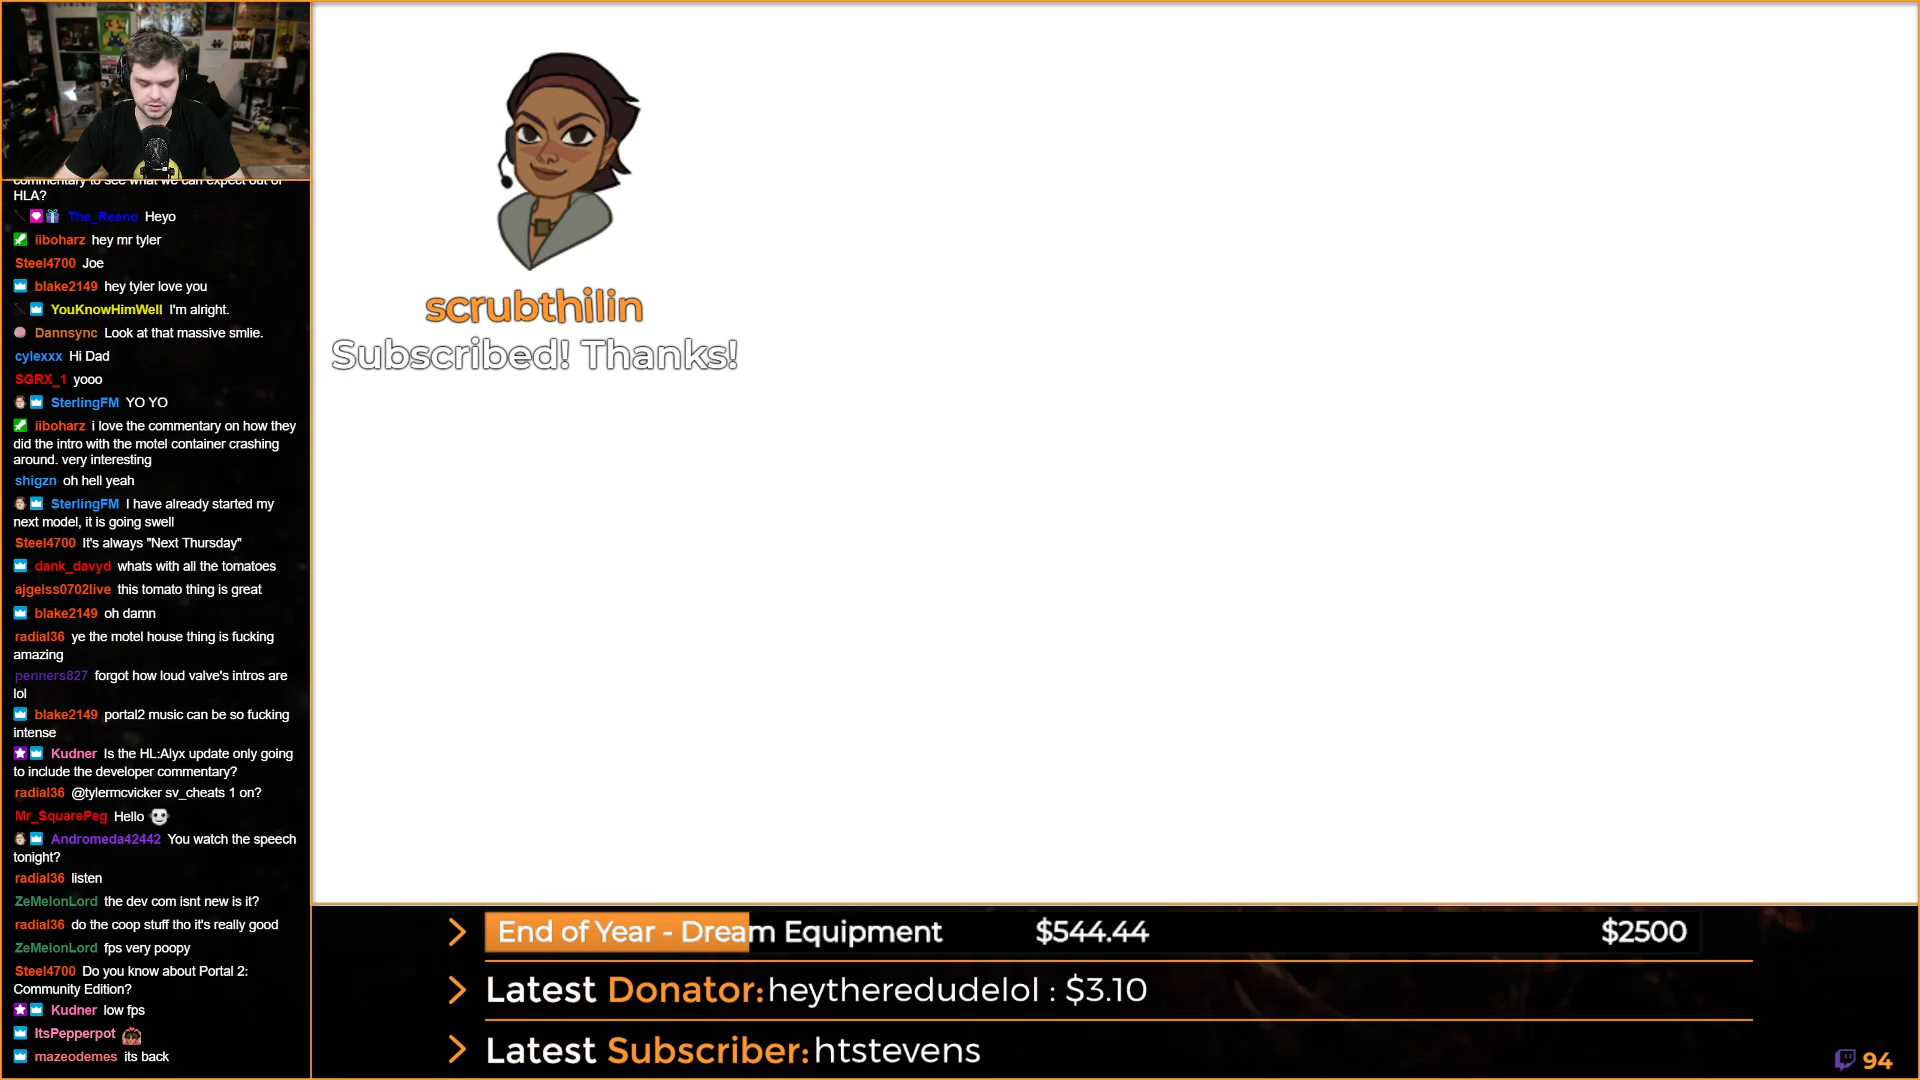 commentary to see what we can expect out of
HLA?
The_Reeno Heyo
iiboharz hey mr tyler
Steel4700 Joe
blake2149 hey tyler love you
YouKnowHimWell I'm alright.
Dannsync Look at that massive smlie.
cylexxx Hi Dad
SGRX_1 yooo
SterlingFM YO YO
iiboharz i love the commentary on how they
did the intro with the motel container crashing
around. very interesting
shigzn oh hell yeah
SterlingFM I have already started my
next model, it is going swell
Steel4700 It's always "Next Thursday"
dank_davyd whats with all the tomatoes
ajgeiss0702live this tomato thing is great
blake2149 oh damn
radial36 ye the motel house thing is fucking
amazing
penners827 forgot how loud valve's intros are
lol
blake2149 portal2 music can be so fucking
intense
Kudner Is the HL:Alyx update only going
to include the developer commentary?
radial36 @tylermcvicker sv_cheats 1 on?
Mr_SquarePeg Hello
Andromeda42442 You watch the speech
tonight?
radial36 listen
ZeMelonLord the dev com isnt new is it?
radial36 do the coop stuff tho it's really good
ZeMelonLord fps very poopy
Steel4700 Do you know about Portal 2:
Community Edition?
Kudner low fps
ItsPepperpot
mazeodemes its back
scrubthilin
Subscribed! Thanks!
End of Year - Dream Equipment $544.44 $2500
Latest Donator: heytheredudelol : $3.10
Latest Subscriber: htstevens
94